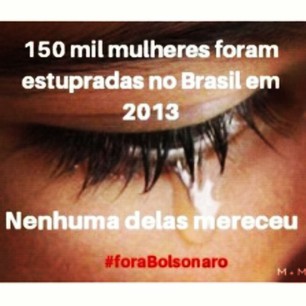 150 mil mulheres foram
estupradas no Brasil em
2013
Nenhuma delas mereceu
#foraBolsonaro